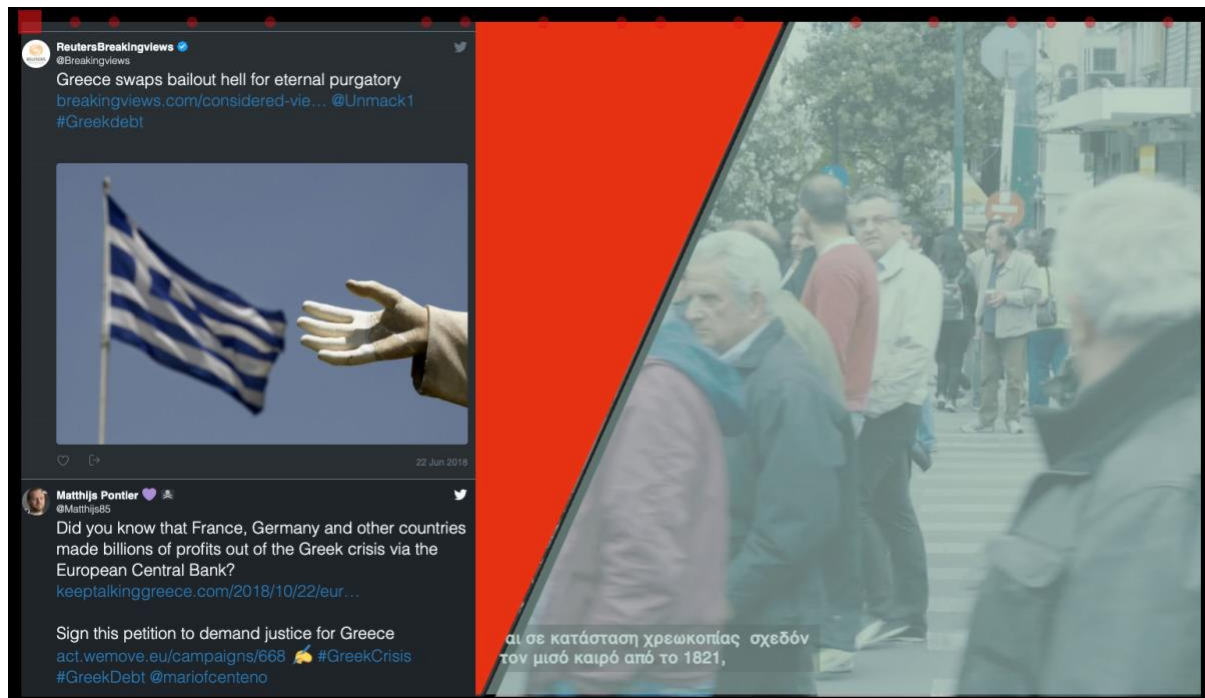 ReutersBreakingviews
@Breakingviews
Greece swaps bailout hell for eternal purgatory
breakingviews.com/considered-vie… @Unmack1
#Greekdebt
22 Jun 2018
Matthijs Pontier 💜 ☠
@Matthijs85
Did you know that France, Germany and other countries
made billions of profits out of the Greek crisis via the
European Central Bank?
keeptalkinggreece.com/2018/10/22/eur…
Sign this petition to demand justice for Greece
act.wemove.eu/campaigns/668 ✍ #GreekCrisis
#GreekDebt @mariofcenteno
αι σε κατάσταση χρεωκοπίας σχεδόν
τον μισό καιρό από το 1821,